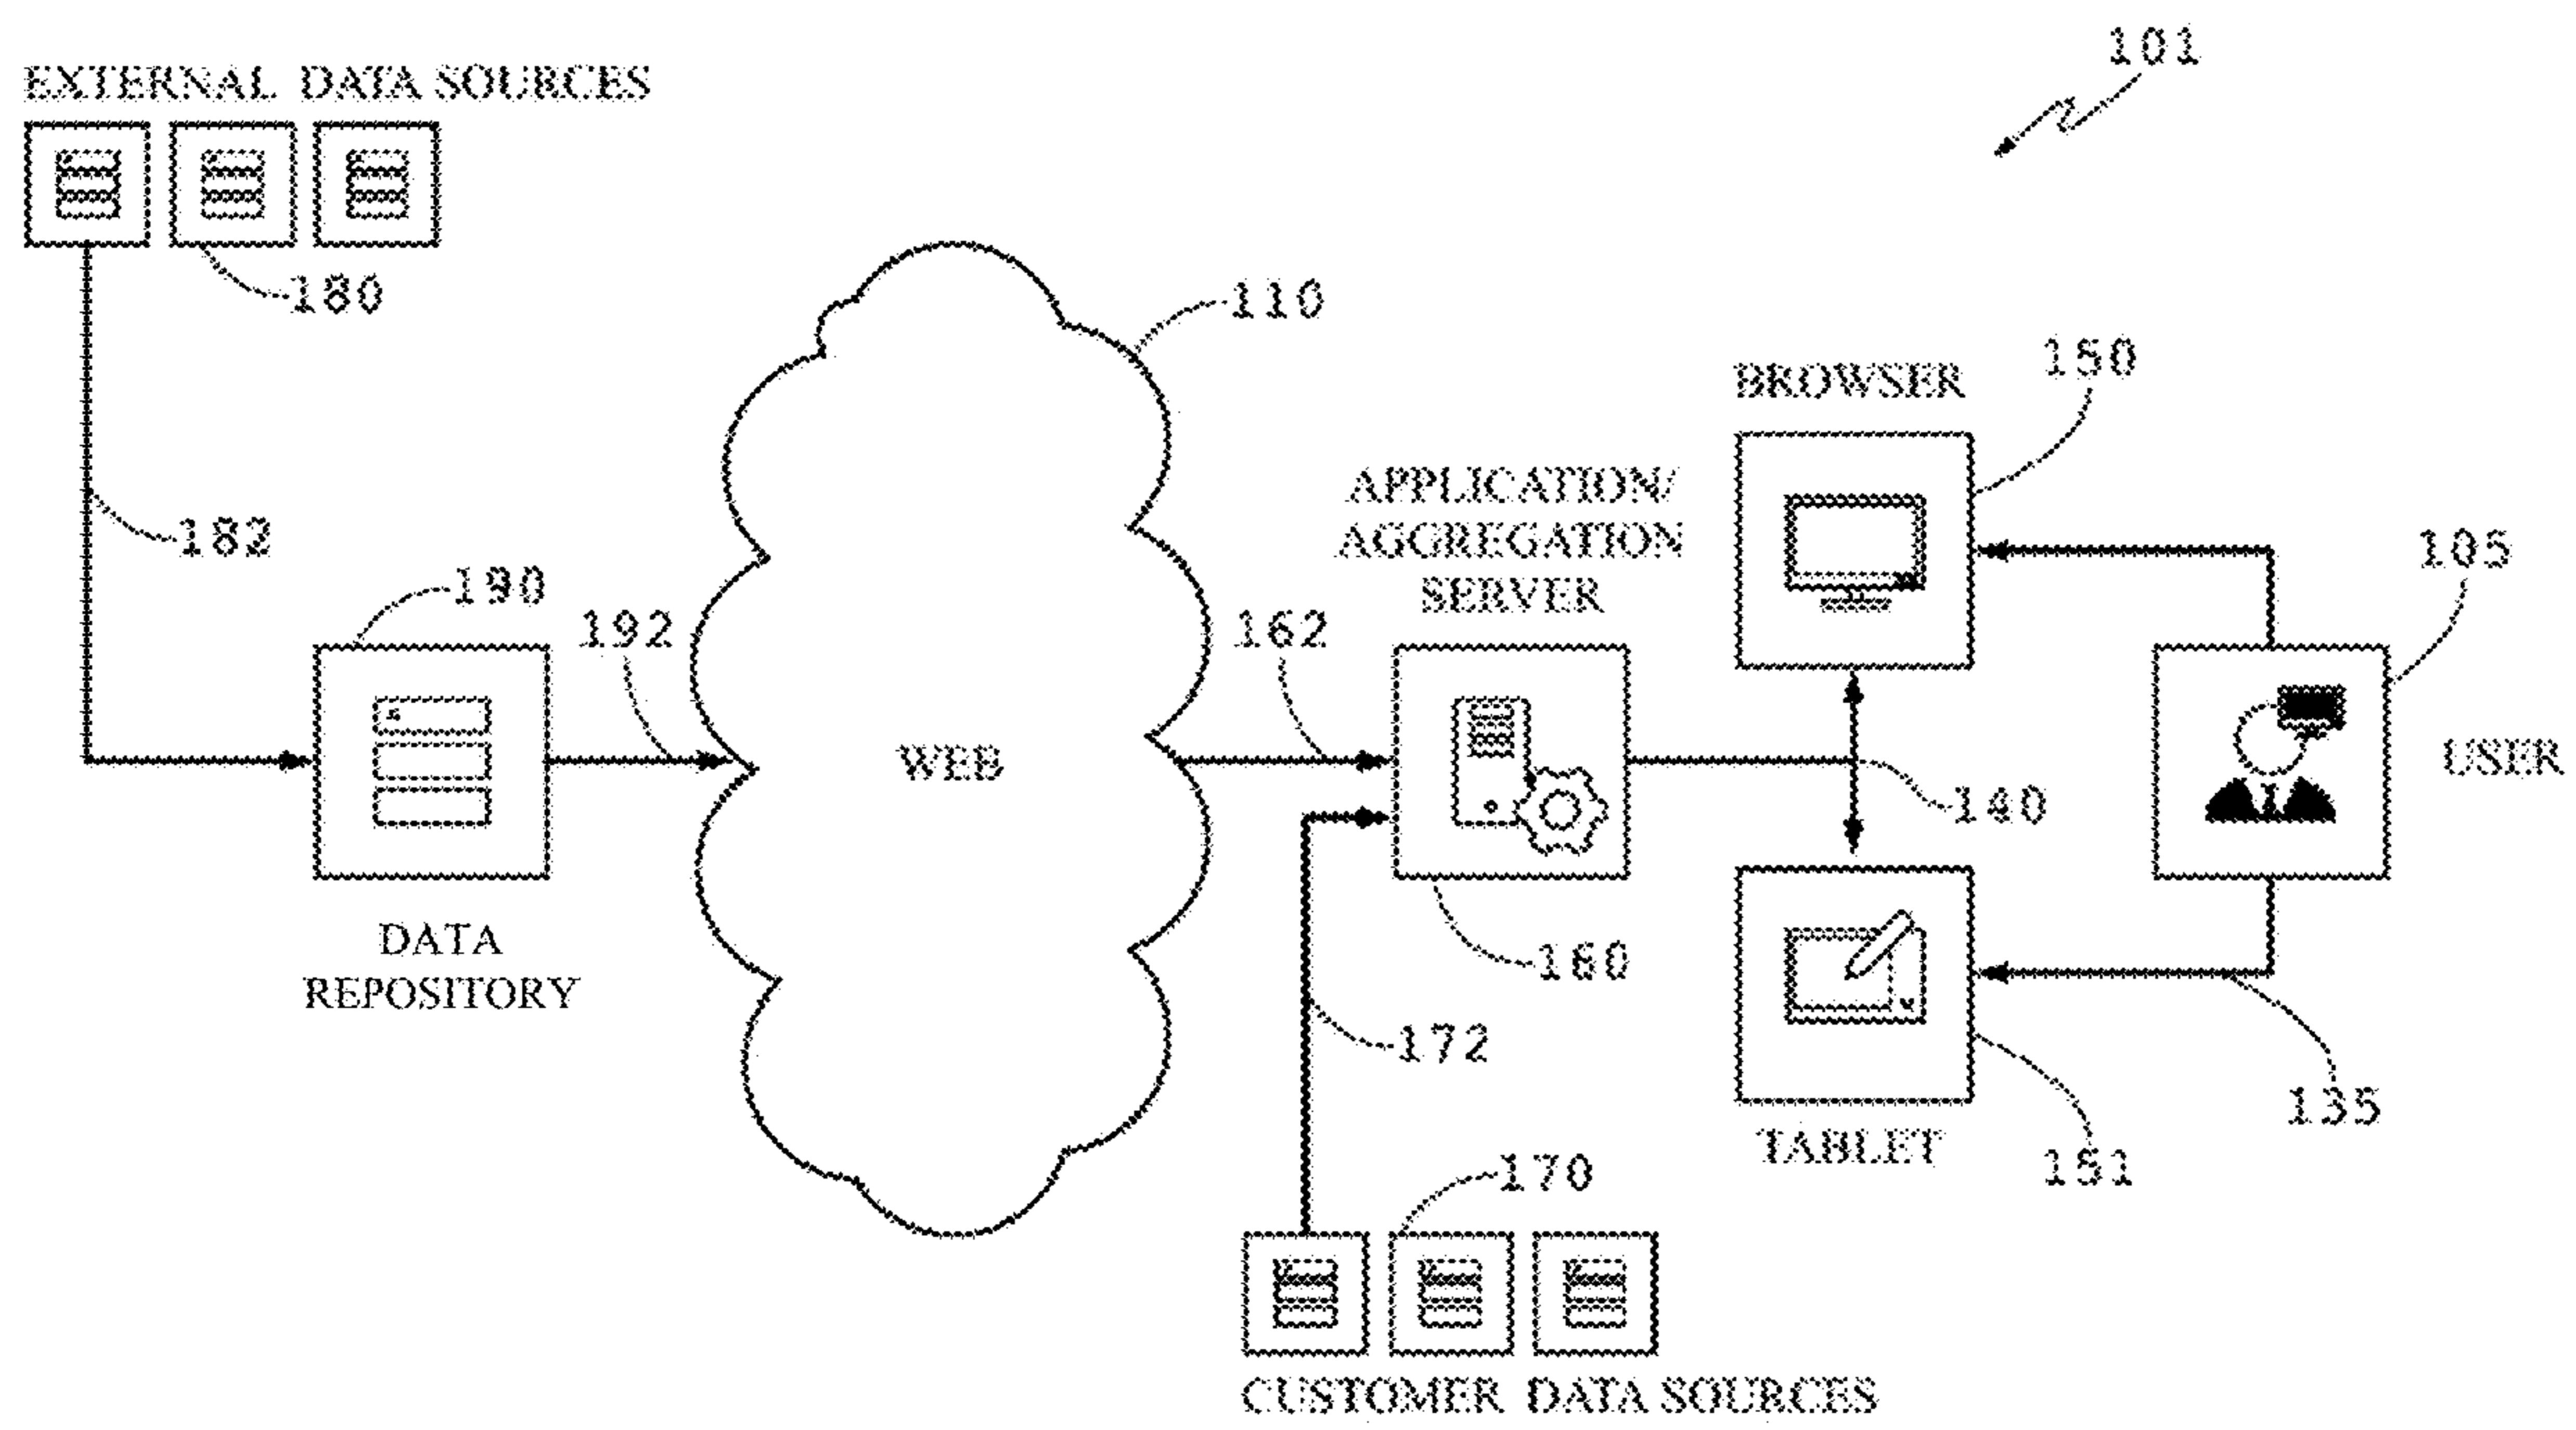 101
EXTERNAL DATA SOURCES
180
110
150
BROWSER
APPLICATION/
AGGREGATION
SERVER
182
105
190
192
162
WEB
USER
140
DATA
REPOSITORY
160
172
135
TABLET
151
170
CUSTOMER DATA SOURCES